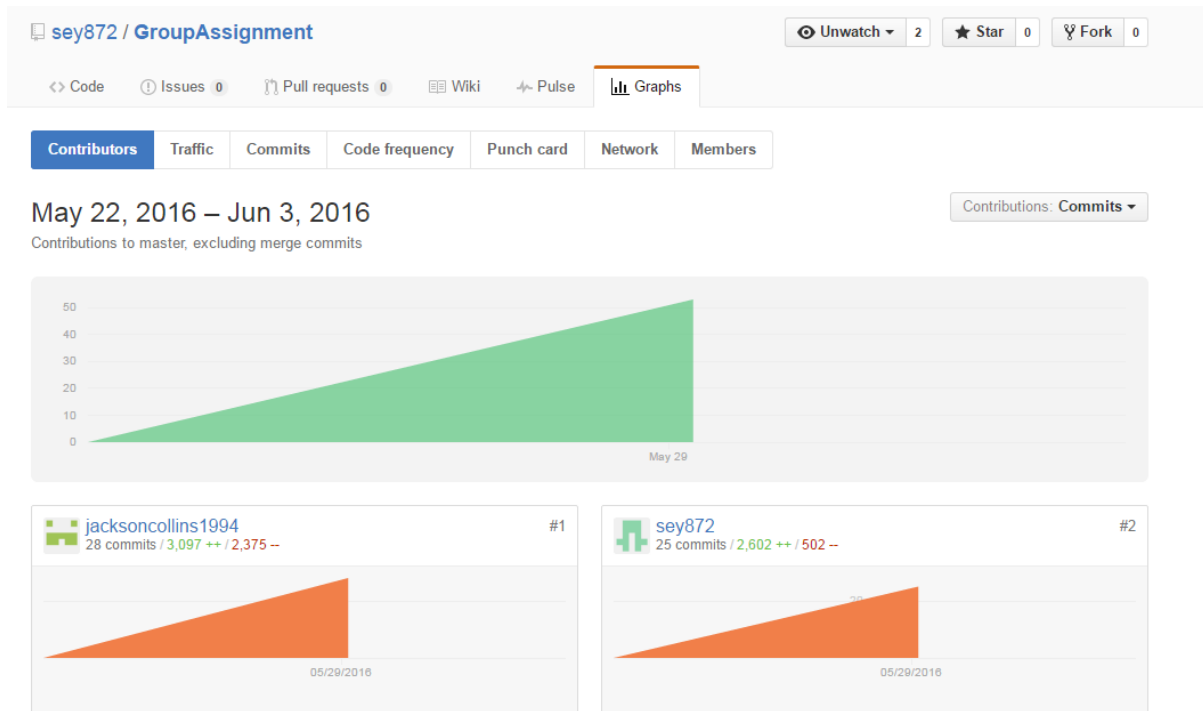 sey872 / GroupAssignment
Unwatch 2 Star 0 Fork 0
Code Issues 0 Pull requests 0 Wiki Pulse Graphs
Contributors Traffic Commits Code frequency Punch card Network Members
May 22, 2016 – Jun 3, 2016
Contributions: Commits
Contributions to master, excluding merge commits
50
40
30
20
10
0
May 29
jacksoncollins1994 #1
28 commits / 3,097 ++ / 2,375 --
05/29/2016
sey872 #2
25 commits / 2,602 ++ / 502 --
20
05/29/2016